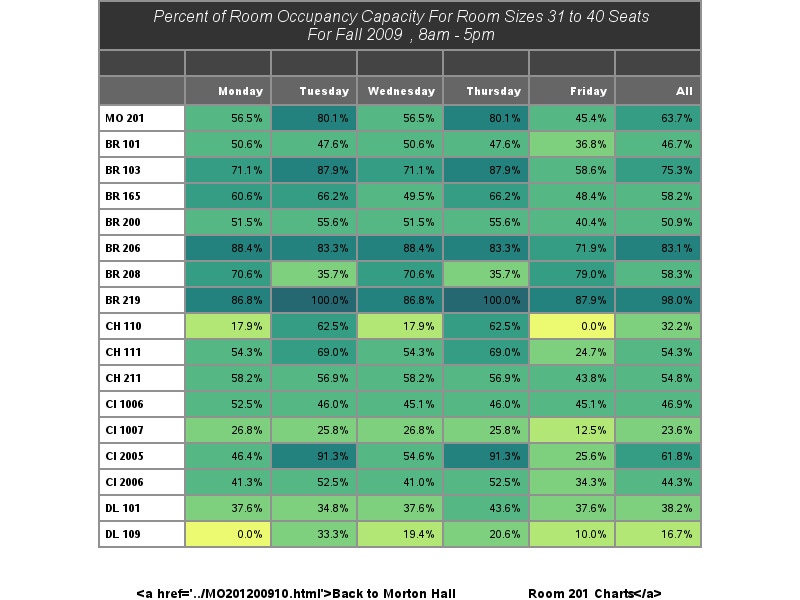 Percent of Room Occupancy Capacity For Room Sizes 31 to 40 Seats
For Fall 2009 , 8am - 5pm
Monday Tuesday Wednesday Thursday Friday All
MO 201 56.5% 80.1% 56.5% 80.1% 45.4% 63.7%
BR 101 50.6% 47.6% 50.6% 47.6% 36.8% 46.7%
BR 103 71.1% 87.9% 71.1% 87.9% 58.6% 75.3%
BR 165 60.6% 66.2% 49.5% 66.2% 48.4% 58.2%
BR 200 51.5% 55.6% 51.5% 55.6% 40.4% 50.9%
BR 206 88.4% 83.3% 88.4% 83.3% 71.9% 83.1%
BR 208 70.6% 35.7% 70.6% 35.7% 79.0% 58.3%
BR 219 86.8% 100.0% 86.8% 100.0% 87.9% 98.0%
CH 110 17.9% 62.5% 17.9% 62.5% 0.0% 32.2%
CH 111 54.3% 69.0% 54.3% 69.0% 24.7% 54.3%
CH 211 58.2% 56.9% 58.2% 56.9% 43.8% 54.8%
CI 1006 52.5% 46.0% 45.1% 46.0% 45.1% 46.9%
CI 1007 26.8% 25.8% 26.8% 25.8% 12.5% 23.6%
CI 2005 46.4% 91.3% 54.6% 91.3% 25.6% 61.8%
CI 2006 41.3% 52.5% 41.0% 52.5% 34.3% 44.3%
DL 101 37.6% 34.8% 37.6% 43.6% 37.6% 38.2%
DL 109 0.0% 33.3% 19.4% 20.6% 10.0% 16.7%
<a href='../MO201200910.html'>Back to Morton Hall Room 201 Charts</a>